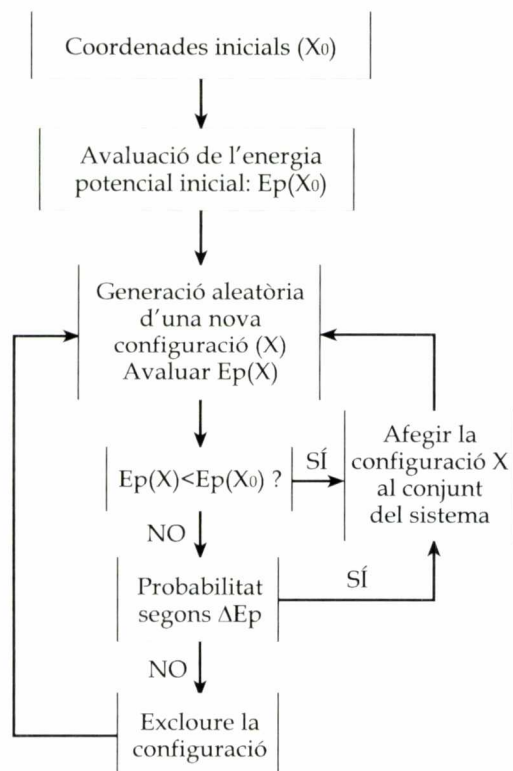 Coordenades inicials (X0)
Avaluació de l'energia
potencial inicial: Ep(X0)
Generació aleatòria
d'una nova
configuració (X)
Avaluar Ep(X)
Ep(X)<Ep(X0) ?
SÍ
Afegir la
configuració X
al conjunt
del sistema
NO
Probabilitat
segons ΔEp
SÍ
NO
Excloure la
configuració